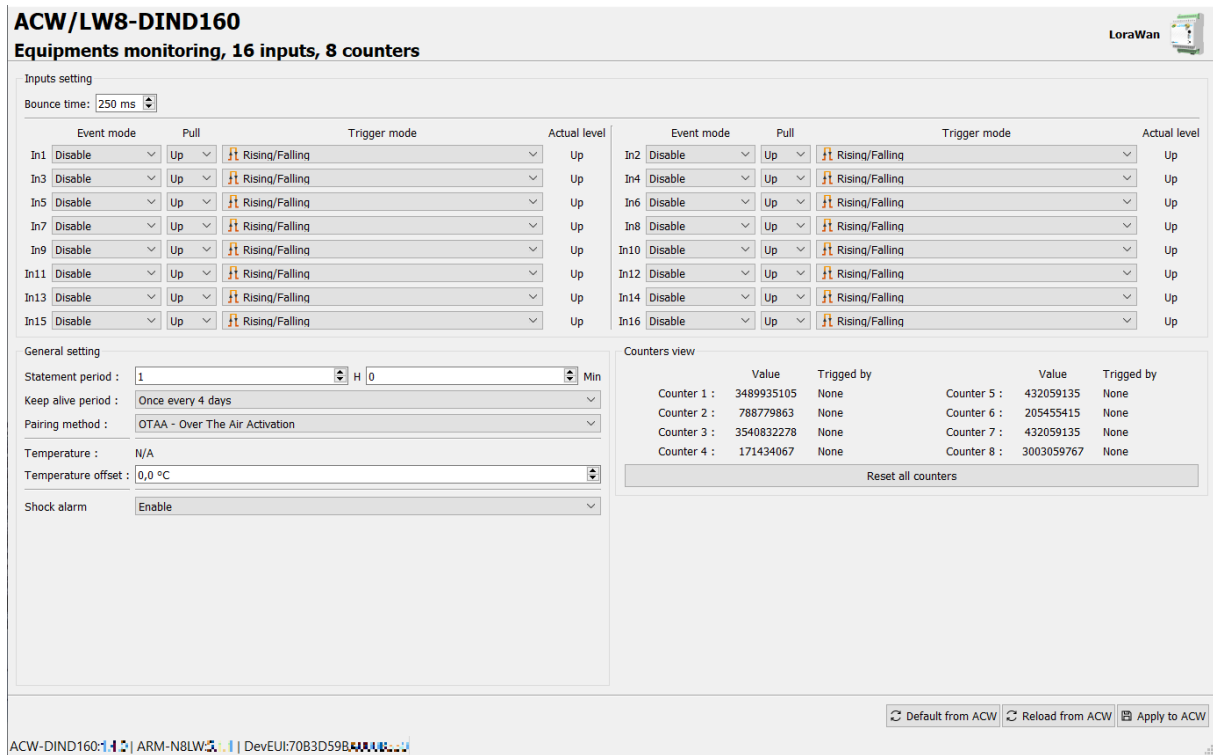 ACW/LW8-DIND160
Equipments monitoring, 16 inputs, 8 counters
LoraWan
Inputs setting
Bounce time: 250 ms
Event mode Pull Trigger mode Actual level Event mode Pull Trigger mode Actual level
In1 Disable Up Rising/Falling Up In2 Disable Up Rising/Falling Up
In3 Disable Up Rising/Falling Up In4 Disable Up Rising/Falling Up
In5 Disable Up Rising/Falling Up In6 Disable Up Rising/Falling Up
In7 Disable Up Rising/Falling Up In8 Disable Up Rising/Falling Up
In9 Disable Up Rising/Falling Up In10 Disable Up Rising/Falling Up
In11 Disable Up Rising/Falling Up In12 Disable Up Rising/Falling Up
In13 Disable Up Rising/Falling Up In14 Disable Up Rising/Falling Up
In15 Disable Up Rising/Falling Up In16 Disable Up Rising/Falling Up
General setting
Statement period : 1 H 0 Min
Keep alive period : Once every 4 days
Pairing method : OTAA - Over The Air Activation
Temperature : N/A
Temperature offset : 0,0 °C
Shock alarm Enable
Counters view
Value Trigged by Value Trigged by
Counter 1 : 3489935105 None Counter 5 : 432059135 None
Counter 2 : 788779863 None Counter 6 : 205455415 None
Counter 3 : 3540832278 None Counter 7 : 432059135 None
Counter 4 : 171434067 None Counter 8 : 3003059767 None
Reset all counters
Default from ACW Reload from ACW Apply to ACW
ACW-DIND160: | ARM-N8LW: | DevEUI:70B3D59B